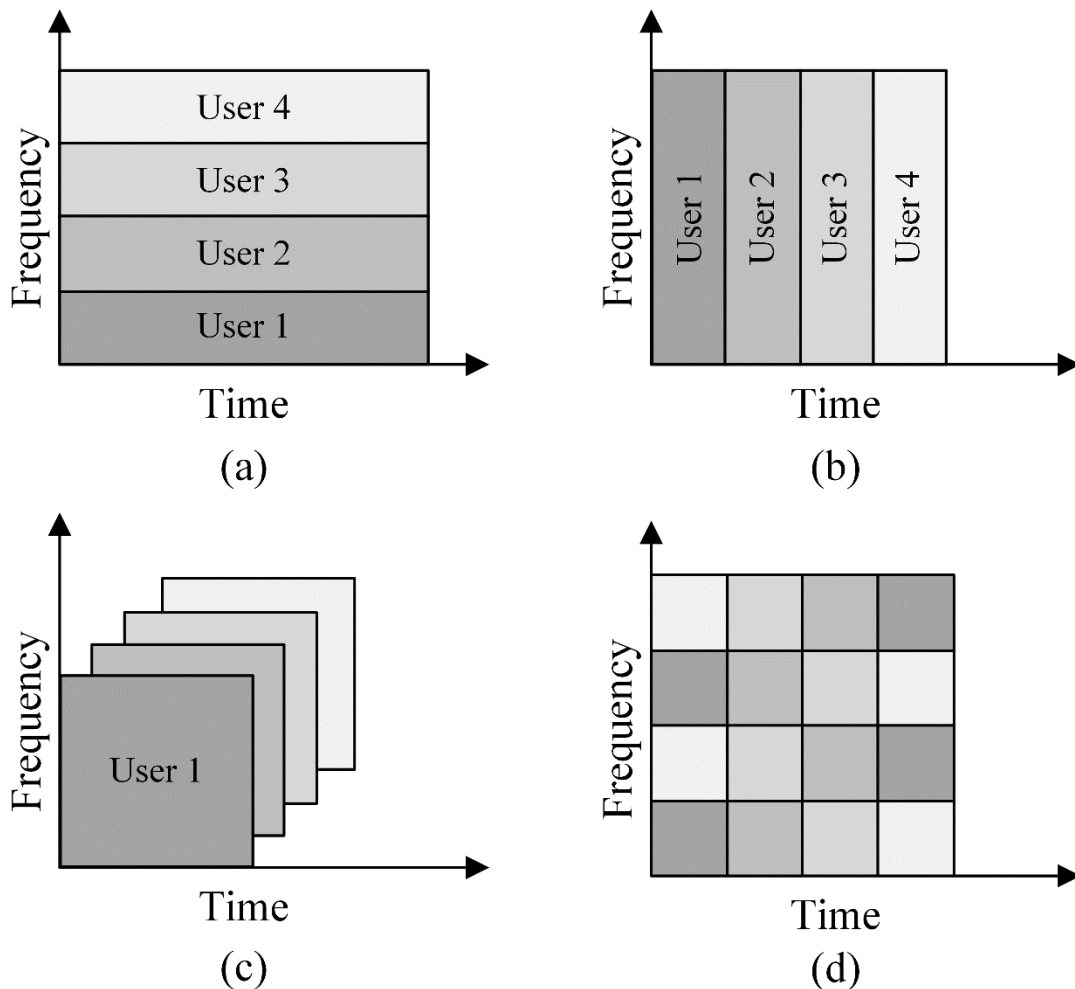 Frequency
User 4
User 3
User 2
User 1
Time
(a)
Frequency
User 1
User 2
User 3
User 4
Time
(b)
Frequency
User 1
Time
(c)
Frequency
Time
(d)